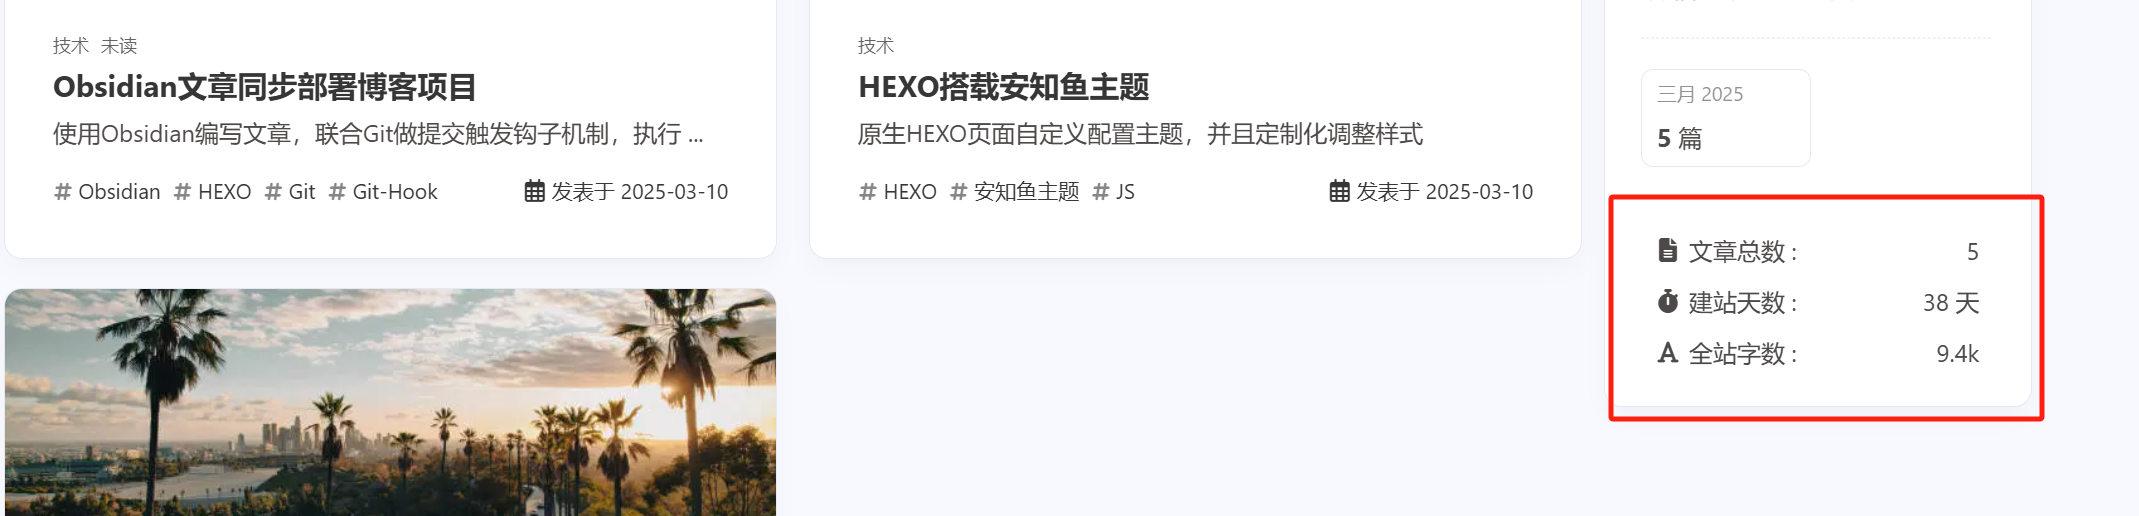 技术 未读
Obsidian文章同步部署博客项目
使用Obsidian编写文章，联合Git做提交触发钩子机制，执行 ...
# Obsidian # HEXO # Git # Git-Hook 发表于 2025-03-10
技术
HEXO搭载安知鱼主题
原生HEXO页面自定义配置主题，并且定制化调整样式
# HEXO # 安知鱼主题 # JS 发表于 2025-03-10
三月 2025
5 篇
文章总数 : 5
建站天数 : 38 天
全站字数 : 9.4k